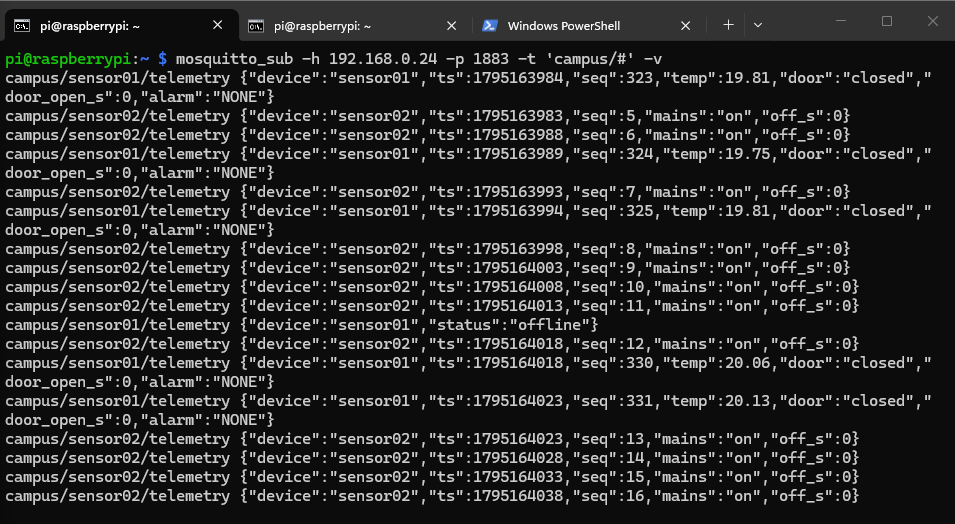 pi@raspberrypi: ~
pi@raspberrypi: ~
Windows PowerShell
pi@raspberrypi:~ $ mosquitto_sub -h 192.168.0.24 -p 1883 -t 'campus/#' -v
campus/sensor01/telemetry {"device":"sensor01","ts":1795163984,"seq":323,"temp":19.81,"door":"closed","
door_open_s":0,"alarm":"NONE"}
campus/sensor02/telemetry {"device":"sensor02","ts":1795163983,"seq":5,"mains":"on","off_s":0}
campus/sensor02/telemetry {"device":"sensor02","ts":1795163988,"seq":6,"mains":"on","off_s":0}
campus/sensor01/telemetry {"device":"sensor01","ts":1795163989,"seq":324,"temp":19.75,"door":"closed","
door_open_s":0,"alarm":"NONE"}
campus/sensor02/telemetry {"device":"sensor02","ts":1795163993,"seq":7,"mains":"on","off_s":0}
campus/sensor01/telemetry {"device":"sensor01","ts":1795163994,"seq":325,"temp":19.81,"door":"closed","
door_open_s":0,"alarm":"NONE"}
campus/sensor02/telemetry {"device":"sensor02","ts":1795163998,"seq":8,"mains":"on","off_s":0}
campus/sensor02/telemetry {"device":"sensor02","ts":1795164003,"seq":9,"mains":"on","off_s":0}
campus/sensor02/telemetry {"device":"sensor02","ts":1795164008,"seq":10,"mains":"on","off_s":0}
campus/sensor02/telemetry {"device":"sensor02","ts":1795164013,"seq":11,"mains":"on","off_s":0}
campus/sensor01/telemetry {"device":"sensor01","status":"offline"}
campus/sensor02/telemetry {"device":"sensor02","ts":1795164018,"seq":12,"mains":"on","off_s":0}
campus/sensor01/telemetry {"device":"sensor01","ts":1795164018,"seq":330,"temp":20.06,"door":"closed","
door_open_s":0,"alarm":"NONE"}
campus/sensor01/telemetry {"device":"sensor01","ts":1795164023,"seq":331,"temp":20.13,"door":"closed","
door_open_s":0,"alarm":"NONE"}
campus/sensor02/telemetry {"device":"sensor02","ts":1795164023,"seq":13,"mains":"on","off_s":0}
campus/sensor02/telemetry {"device":"sensor02","ts":1795164028,"seq":14,"mains":"on","off_s":0}
campus/sensor02/telemetry {"device":"sensor02","ts":1795164033,"seq":15,"mains":"on","off_s":0}
campus/sensor02/telemetry {"device":"sensor02","ts":1795164038,"seq":16,"mains":"on","off_s":0}